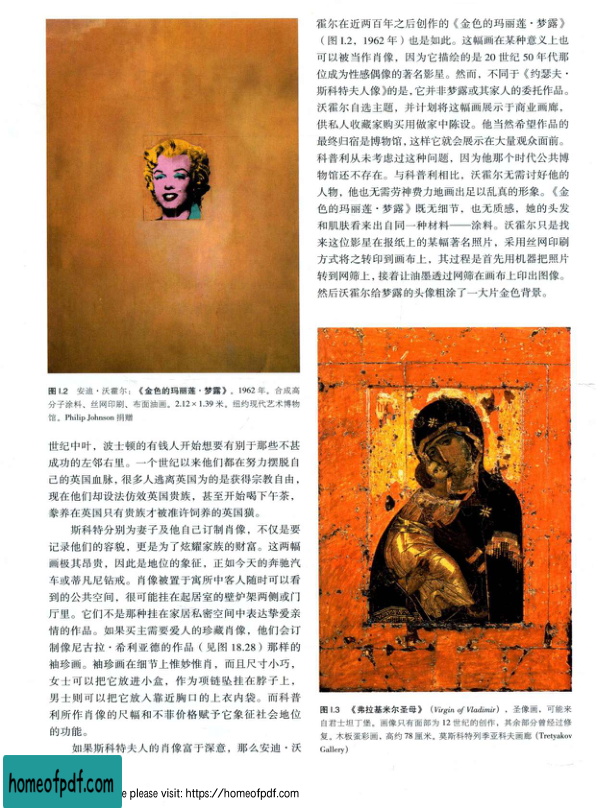 图1.2 安迪·沃霍尔：《金色的玛丽莲·梦露》。1962 年。合成高
分子涂料、丝网印刷、布面油画。2.12×1.39 米。纽约现代艺术博物
馆。Philip Johnson 捐赠
世纪中叶，波士顿的有钱人开始想要有别于那些不甚
成功的左邻右里。一个世纪以来他们都在努力摆脱自
己的英国血脉，很多人逃离英国为的是获得宗教自由，
现在他们却设法仿效英国贵族，甚至开始喝下午茶，
豢养在英国只有贵族才被准许饲养的英国獚。
斯科特分别为妻子及他自己订制肖像，不仅是要
记录他们的容貌，更是为了炫耀家族的财富。这两幅
画极其昂贵，因此是地位的象征，正如今天的奔驰汽
车或蒂凡尼钻戒。肖像被置于寓所中客人随时可以看
到的公共空间，很可能挂在起居室的壁炉架两侧或门
厅里。它们不是那种挂在家居私密空间中表达挚爱亲
情的作品。如果买主需要爱人的珍藏肖像，他们会订
制像尼古拉·希利亚德的作品（见图 18.28）那样的
袖珍画。袖珍画在细节上惟妙惟肖，而且尺寸小巧，
女士可以把它放进小盒，作为项链坠挂在脖子上，
男士则可以把它放入靠近胸口的上衣内袋。而科普
利所作肖像的尺幅和不菲价格赋予它象征社会地位
的功能。
如果斯科特夫人的肖像富于深意，那么安迪·沃
霍尔在近两百年之后创作的《金色的玛丽莲·梦露》
（图 1.2，1962 年）也是如此。这幅画在某种意义上也
可以被当作肖像，因为它描绘的是 20 世纪 50 年代那
位成为性感偶像的著名影星。然而，不同于《约瑟夫·
斯科特夫人像》的是，它并非梦露或其家人的委托作品。
沃霍尔自选主题，并计划将这幅画展示于商业画廊，
供私人收藏家购买用做家中陈设。他当然希望作品的
最终归宿是博物馆，这样它就会展示在大量观众面前。
科普利从未考虑过这种问题，因为他那个时代公共博
物馆还不存在。与科普利相比，沃霍尔无需讨好他的
人物，他也无需劳神费力地画出足以乱真的形象。《金
色的玛丽莲·梦露》既无细节，也无质感，她的头发
和肌肤看来出自同一种材料——涂料。沃霍尔只是找
来这位影星在报纸上的某幅著名照片，采用丝网印刷
方式将之转印到画布上，其过程是首先用机器把照片
转到网筛上，接着让油墨透过网筛在画布上印出图像。
然后沃霍尔给梦露的头像粗涂了一大片金色背景。
图1.3 《弗拉基米尔圣母》（Virgin of Vladimir）。圣像画，可能来
自君士坦丁堡。画像只有面部为 12 世纪的创作，其余部分曾经过修
复。木板蛋彩画，高约 78 厘米。莫斯科特列季亚科夫画廊（Tretyakov
Gallery）
homeofpdf.com
e please visit: https://homeofpdf.com